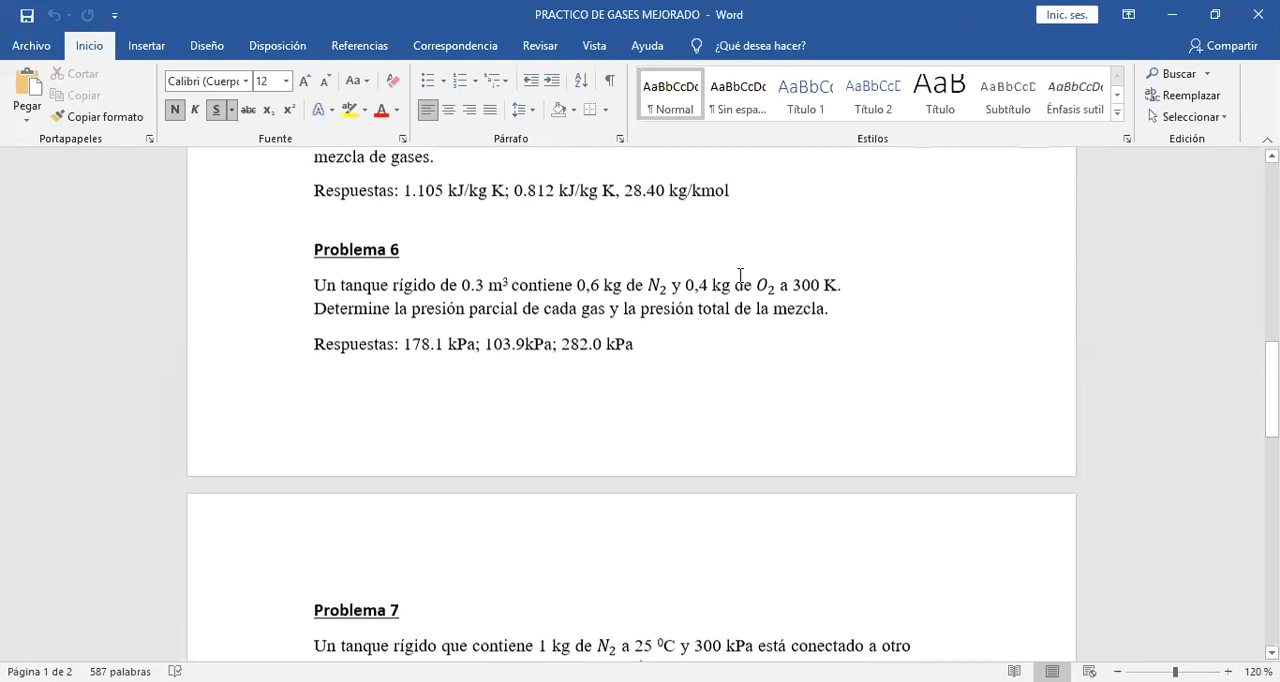 PRACTICO DE GASES MEJORADO - Word
Inic. ses.
Archivo Inicio Insertar Diseño Disposición Referencias Correspondencia Revisar Vista Ayuda ¿Qué desea hacer? Compartir
Pegar
Cortar
Copiar
Copiar formato
Portapapeles
Calibri (Cuerpo 12
N K S abc x₂ x²
Fuente
Párrafo
AaBbCcDc AaBbCcDc AaBbCc AaBbCcD AaB AaBbCcD AaBbCcDc
¶ Normal ¶ Sin espa... Título 1 Título 2 Título Subtítulo Énfasis sutil
Estilos
Buscar
Reemplazar
Seleccionar
Edición
mezcla de gases.
Respuestas: 1.105 kJ/kg K; 0.812 kJ/kg K, 28.40 kg/kmol
Problema 6
Un tanque rígido de 0.3 m³ contiene 0,6 kg de N₂ y 0,4 kg de O₂ a 300 K.
Determine la presión parcial de cada gas y la presión total de la mezcla.
Respuestas: 178.1 kPa; 103.9kPa; 282.0 kPa
Problema 7
Un tanque rígido que contiene 1 kg de N₂ a 25 ⁰C y 300 kPa está conectado a otro
Página 1 de 2 587 palabras 120 %